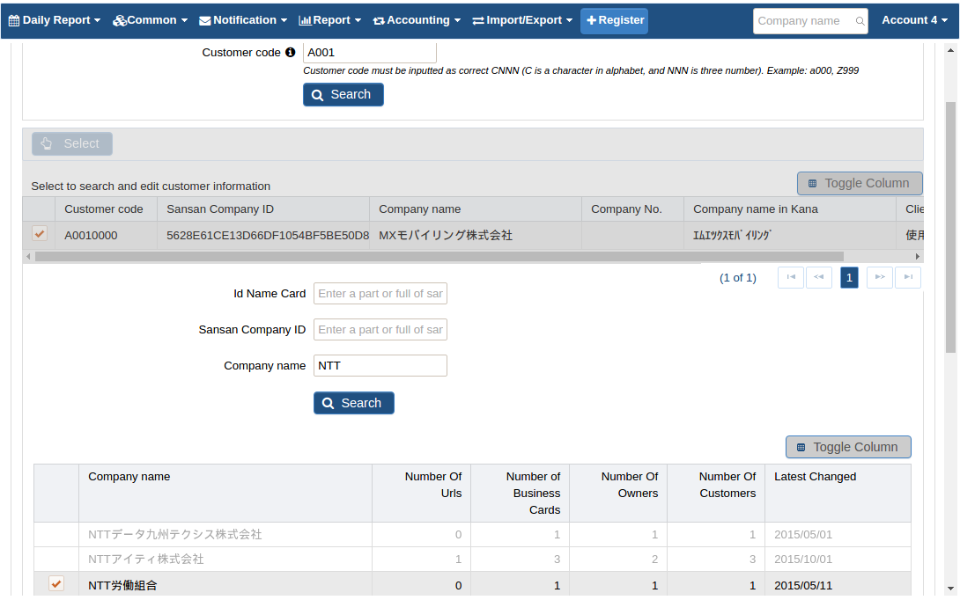 Daily Report Common Notification Report Accounting Import/Export Register Company name Account 4
Customer code A001
Customer code must be inputted as correct CNNN (C is a character in alphabet, and NNN is three number). Example: a000, Z999
Search
Select
Select to search and edit customer information Toggle Column
Customer code Sansan Company ID Company name Company No. Company name in Kana Clie
A0010000 5628E61CE13D66DF1054BF5BE50D8 MXモバイリング株式会社 ｴﾑｴｯｸｽﾓﾊﾞｲﾘﾝｸﾞ 使用
(1 of 1) 1
Id Name Card Enter a part or full of sar
Sansan Company ID Enter a part or full of sar
Company name NTT
Search
Toggle Column
Company name Number Of Urls Number of Business Cards Number Of Owners Number Of Customers Latest Changed
NTTデータ九州テクシス株式会社 0 1 1 1 2015/05/01
NTTアイティ株式会社 1 3 2 3 2015/10/01
NTT労働組合 0 1 1 1 2015/05/11